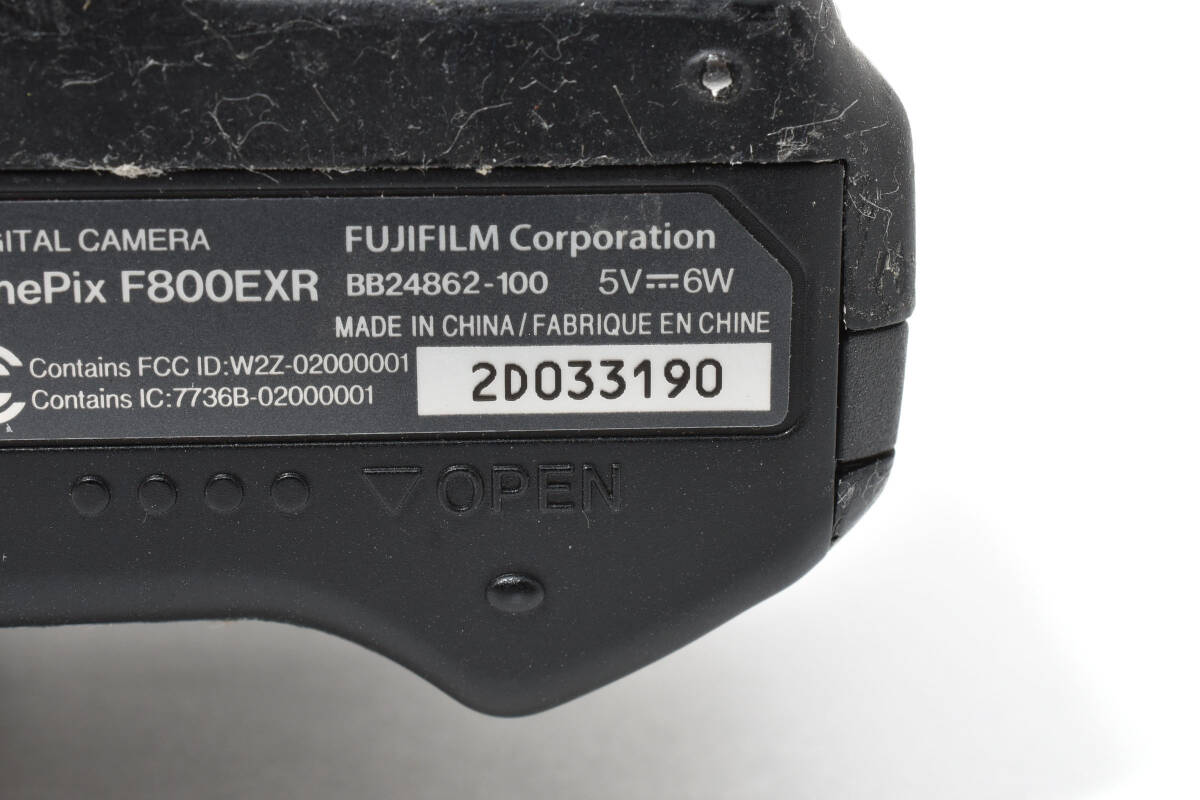 GITAL CAMERA FUJIFILM Corporation
nePix F800EXR BB24862-100 5V⎓6W
MADE IN CHINA/FABRIQUE EN CHINE
Contains FCC ID:W2Z-02000001
Contains IC:7736B-02000001
2D033190
▽OPEN